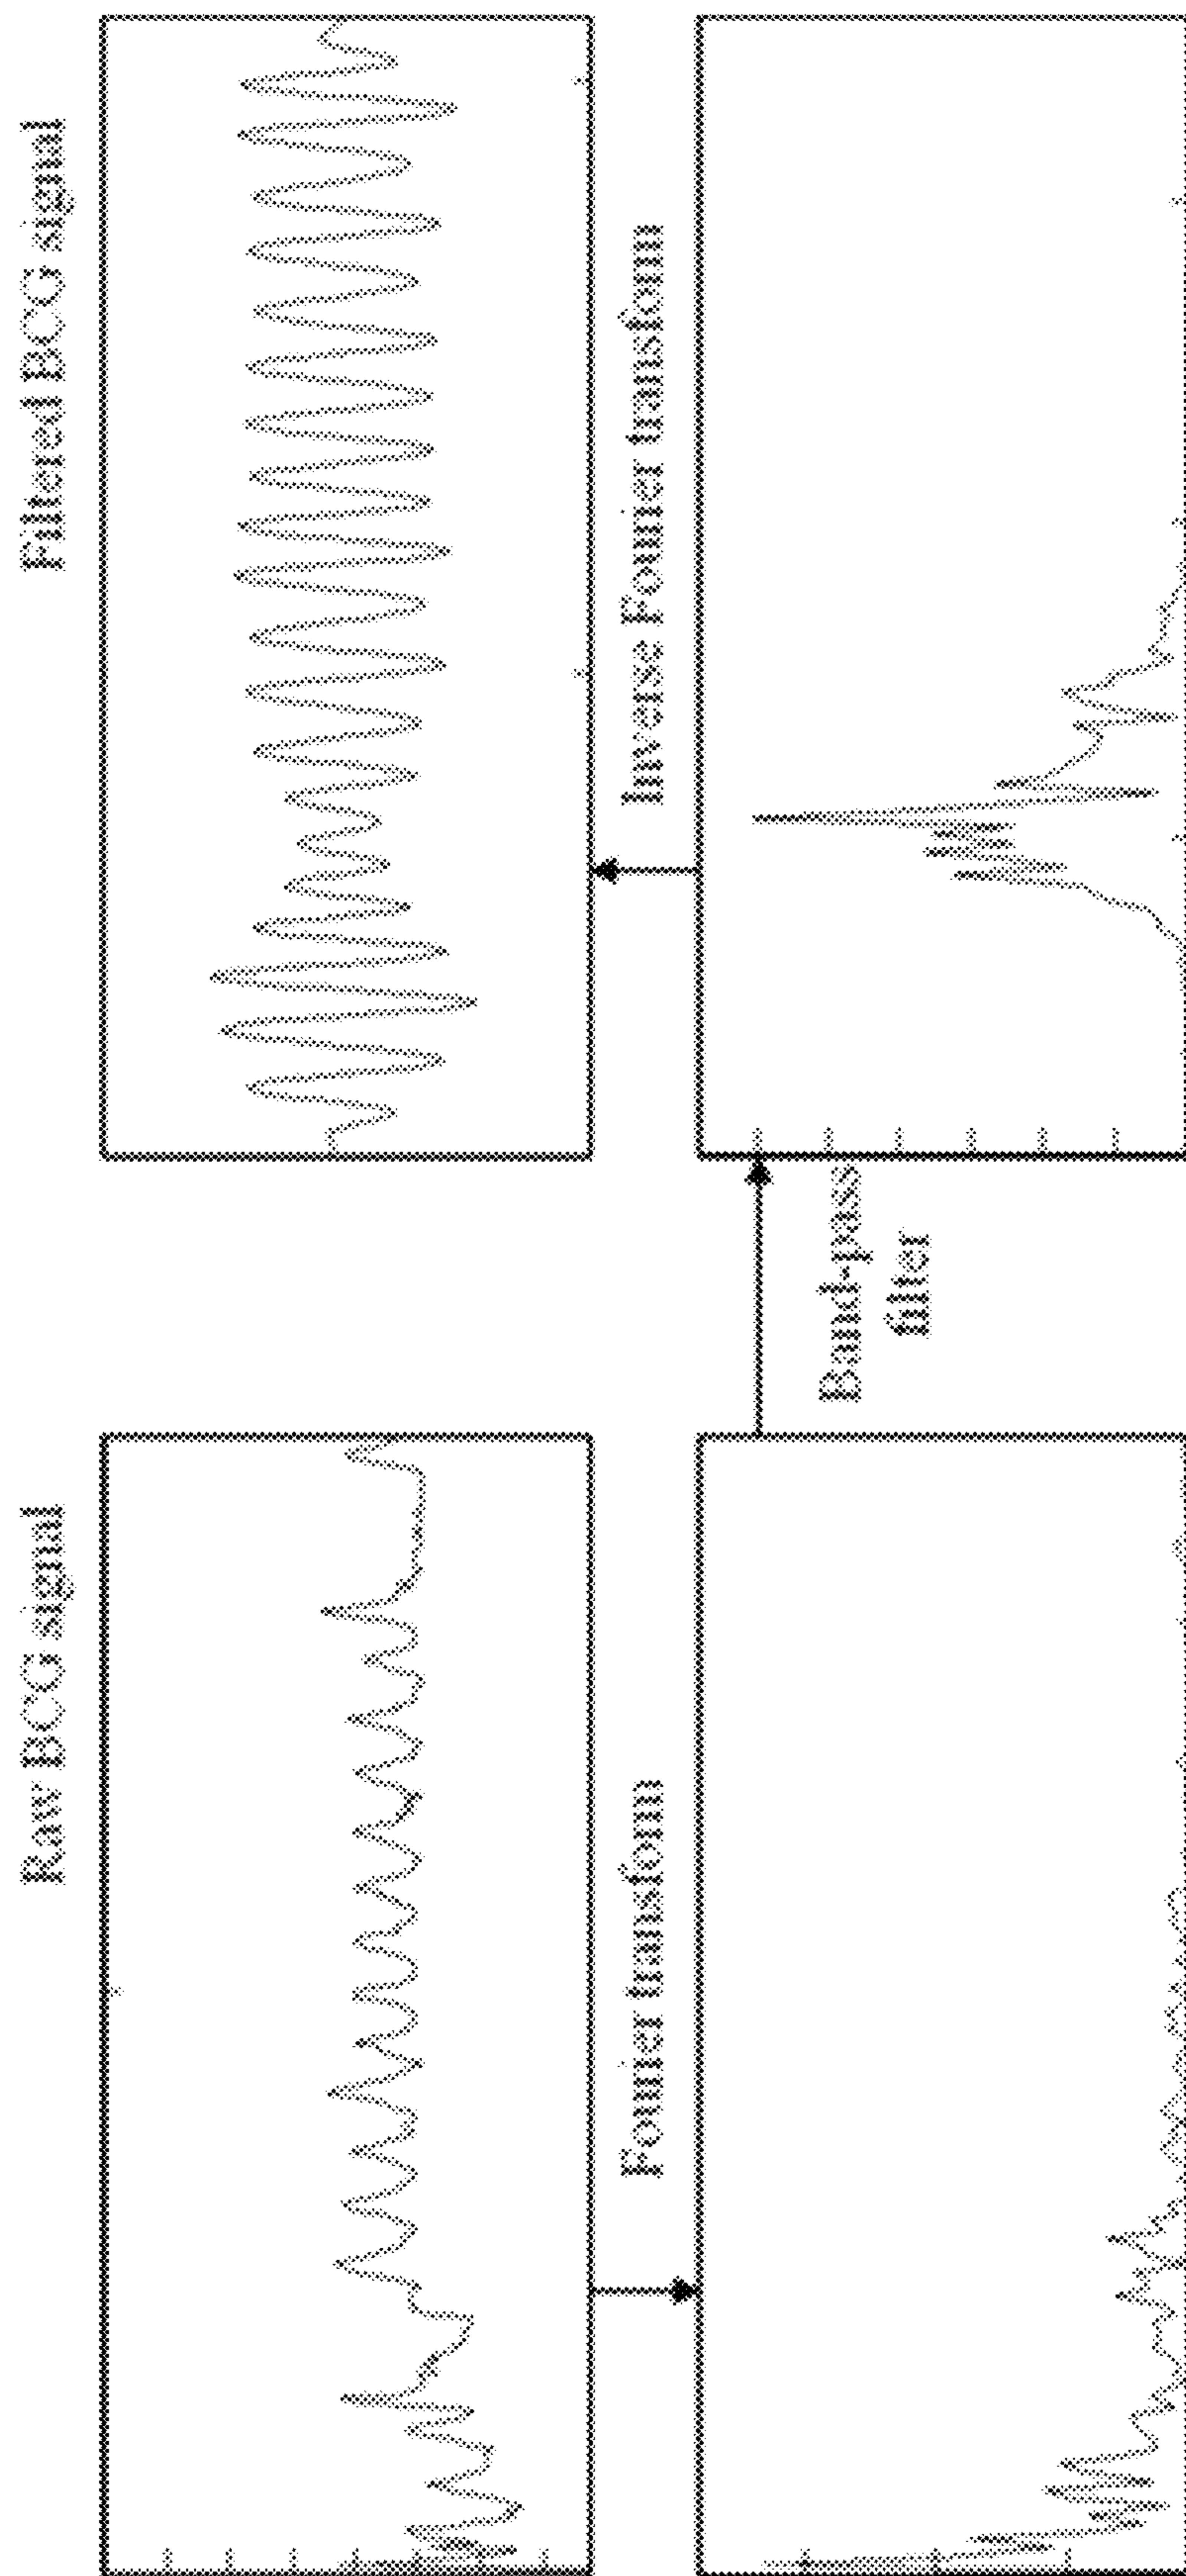 Raw BCG signal
Filtered BCG signal
Fourier transform
Inverse Fourier transform
Band-pass
filter